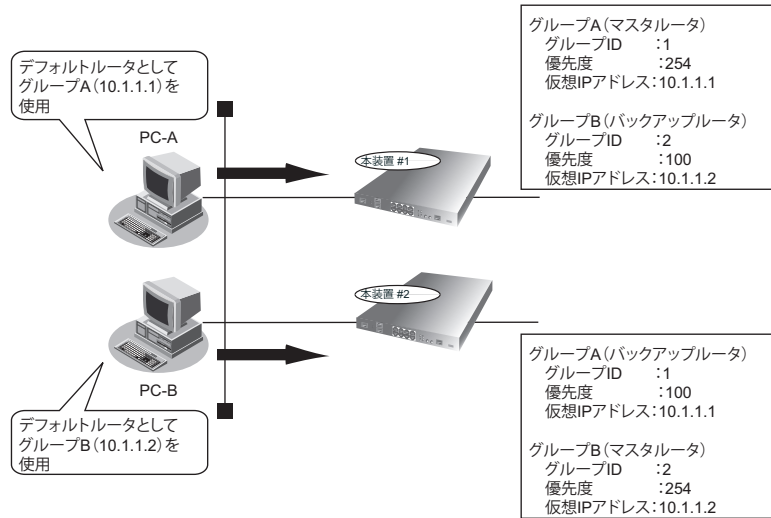 グループA(マスタルータ)
グループID :1
優先度 :254
仮想IPアドレス:10.1.1.1
グループB(バックアップルータ)
グループID :2
優先度 :100
仮想IPアドレス:10.1.1.2
デフォルトルータとして
グループA(10.1.1.1)を
使用
PC-A
本装置 #1
本装置 #2
PC-B
デフォルトルータとして
グループB(10.1.1.2)を
使用
グループA(バックアップルータ)
グループID :1
優先度 :100
仮想IPアドレス:10.1.1.1
グループB(マスタルータ)
グループID :2
優先度 :254
仮想IPアドレス:10.1.1.2